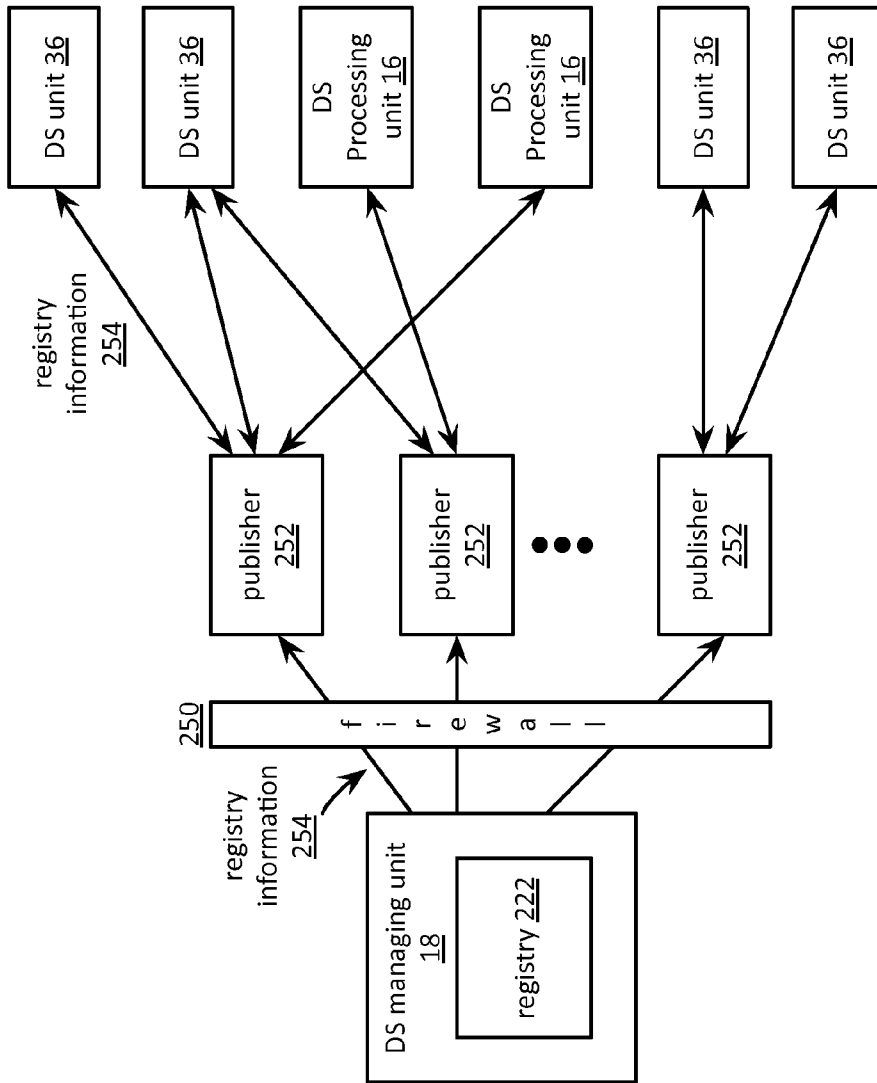 DS managing unit
18
registry 222
registry
information
254
250
f i r e w a l l
publisher
252
publisher
252
publisher
252
registry
information
254
DS unit 36
DS unit 36
DS
Processing
unit 16
DS
Processing
unit 16
DS unit 36
DS unit 36